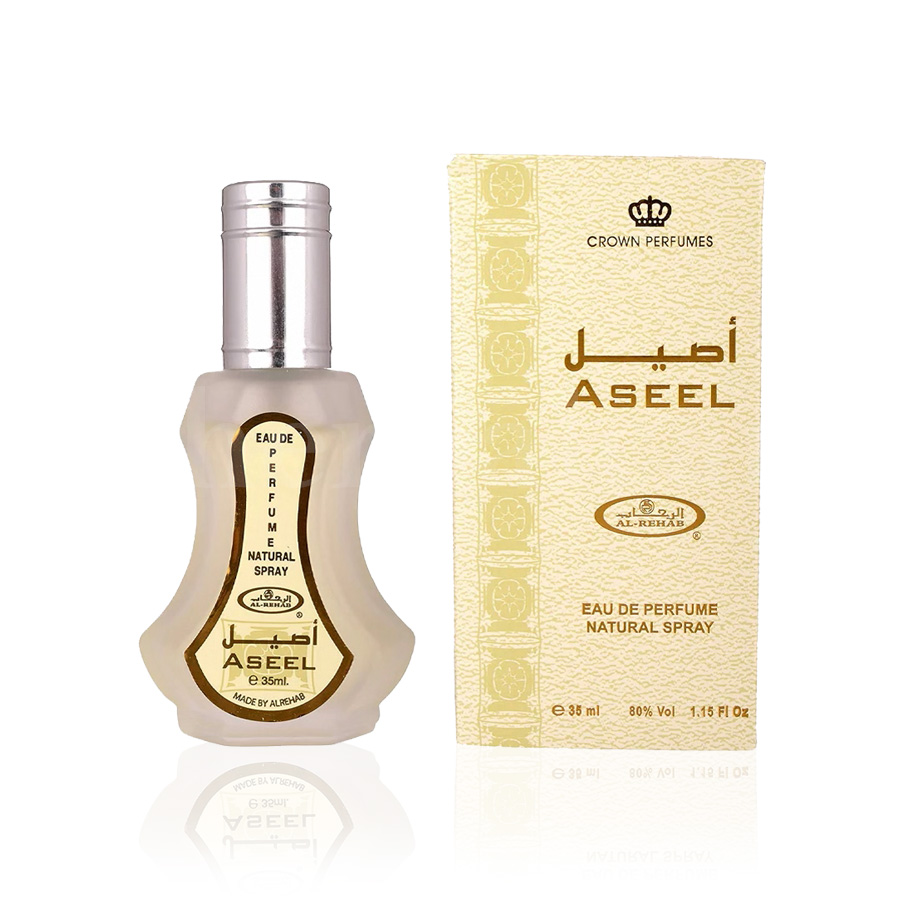 EAU DE
PERFUME
NATURAL
SPRAY
الرحاب
AL-REHAB
®
أصيل
ASEEL
e 35ml.
MADE BY ALREHAB
CROWN PERFUMES
أصيل
ASEEL
الرحاب
AL-REHAB
®
EAU DE PERFUME
NATURAL SPRAY
e 35 ml 80% Vol 1.15 Fl Oz